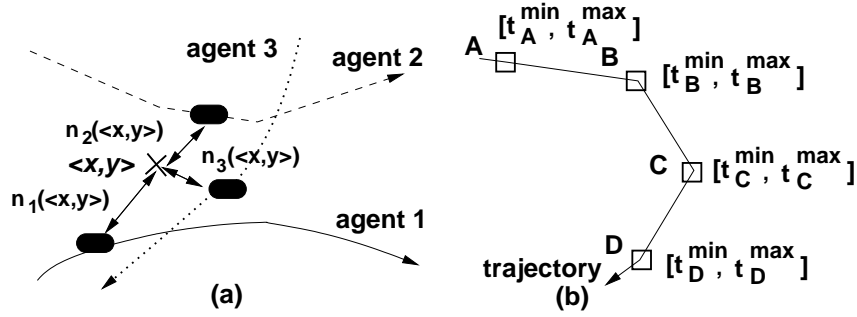 agent 3
agent 2
n2(<x,y>)
<x,y>
n3(<x,y>)
n1(<x,y>)
agent 1
(a)
A
[tAmin, tAmax]
B
[tBmin, tBmax]
C
[tCmin, tCmax]
D
[tDmin, tDmax]
trajectory
(b)